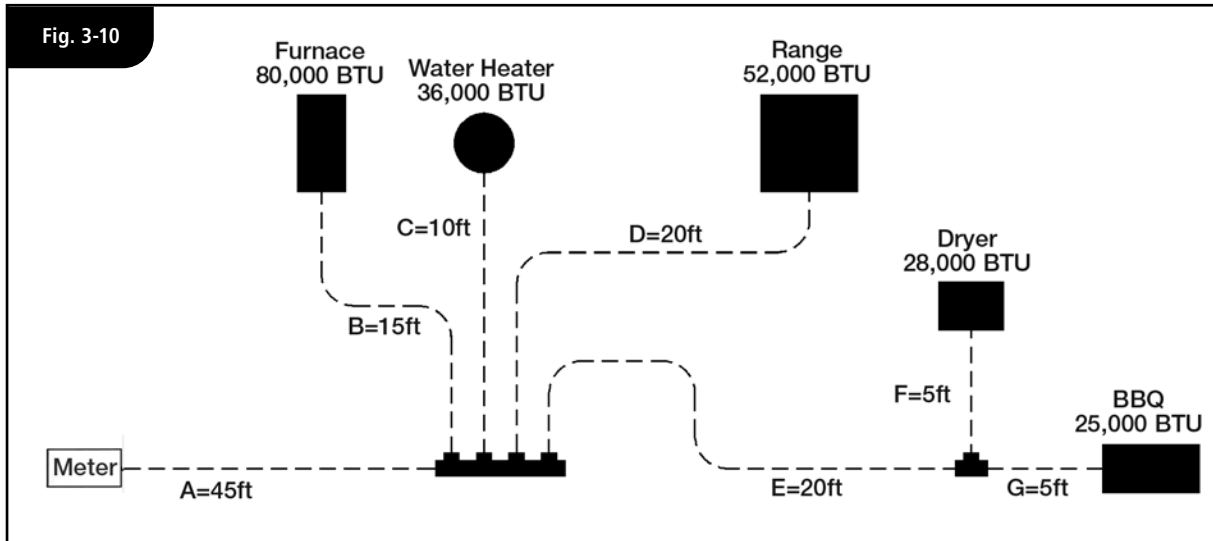 Fig. 3-10
Furnace
80,000 BTU
Water Heater
36,000 BTU
Range
52,000 BTU
C=10ft
D=20ft
Dryer
28,000 BTU
B=15ft
F=5ft
BBQ
25,000 BTU
Meter
A=45ft
E=20ft
G=5ft